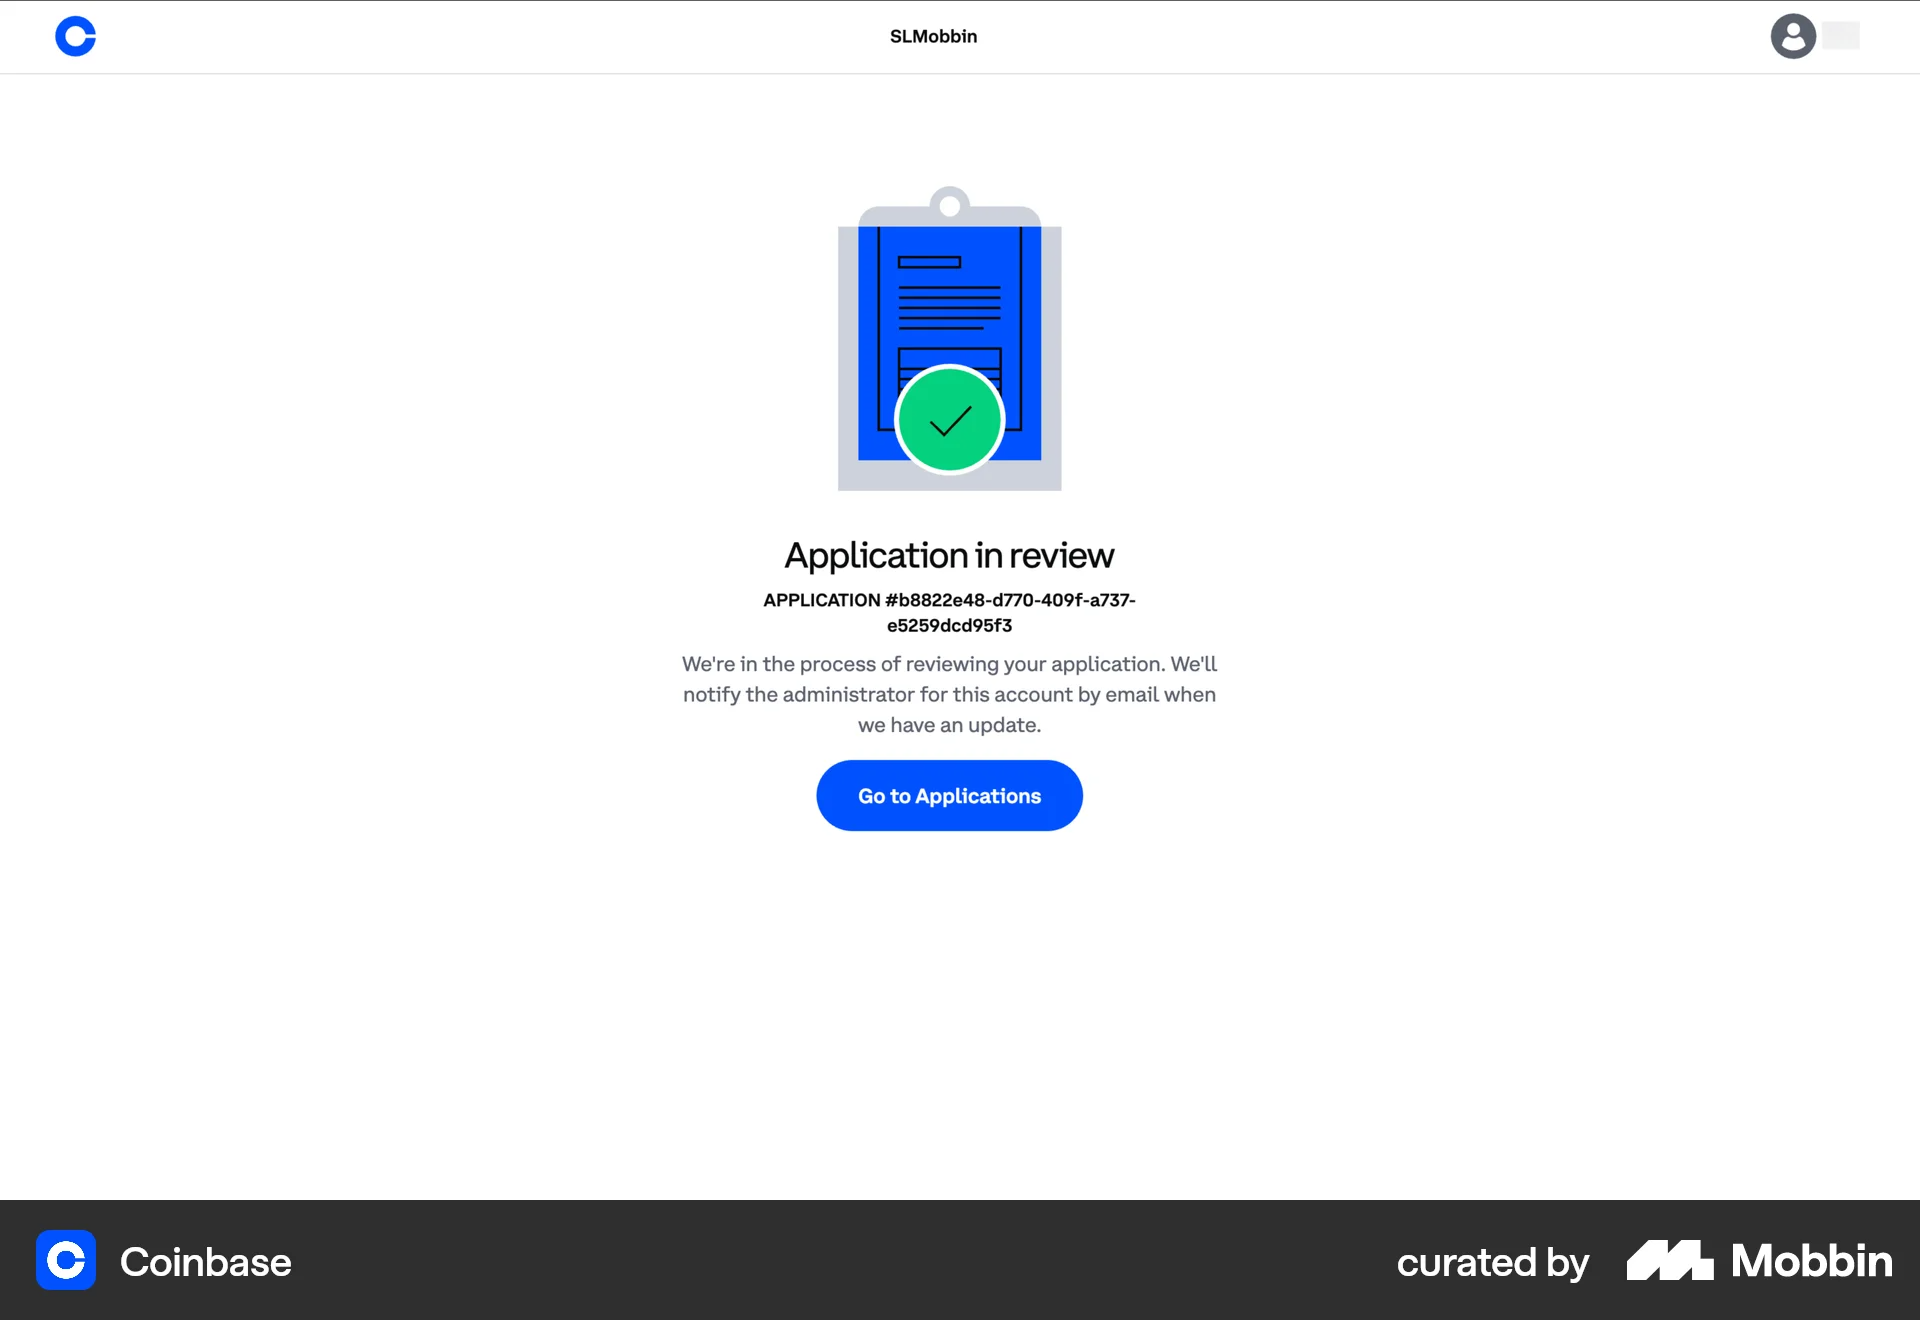 SLMobbin
Application in review
APPLICATION #b8822e48-d770-409f-a737-
e5259dcd95f3
We're in the process of reviewing your application. We'll
notify the administrator for this account by email when
we have an update.
Go to Applications
Coinbase
curated by Mobbin